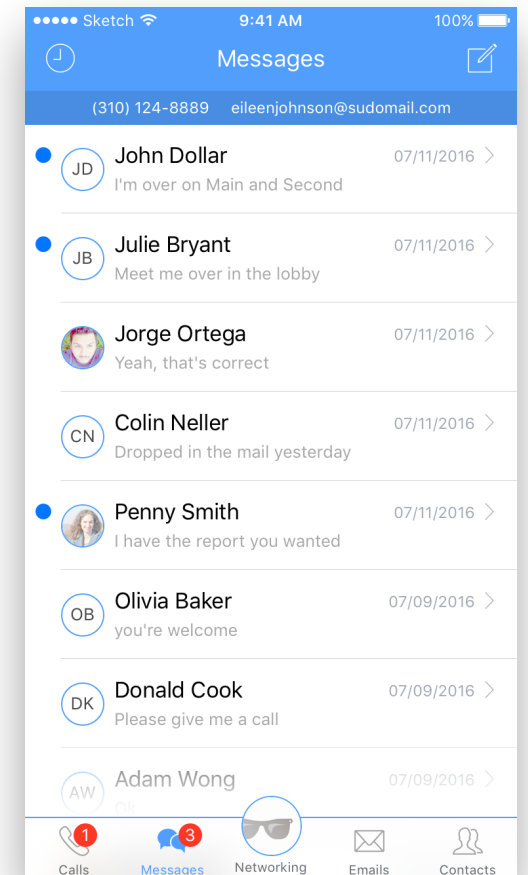 Sketch 9:41 AM 100%
Messages
(310) 124-8889 eileenjohnson@sudomail.com
John Dollar 07/11/2016
JD
I'm over on Main and Second
Julie Bryant 07/11/2016
JB
Meet me over in the lobby
Jorge Ortega 07/11/2016
Yeah, that's correct
Colin Neller 07/11/2016
CN
Dropped in the mail yesterday
Penny Smith 07/11/2016
I have the report you wanted
Olivia Baker 07/09/2016
OB
you're welcome
Donald Cook 07/09/2016
DK
Please give me a call
Adam Wong 07/09/2016
AW
Ok
1 3
Calls Messages Networking Emails Contacts